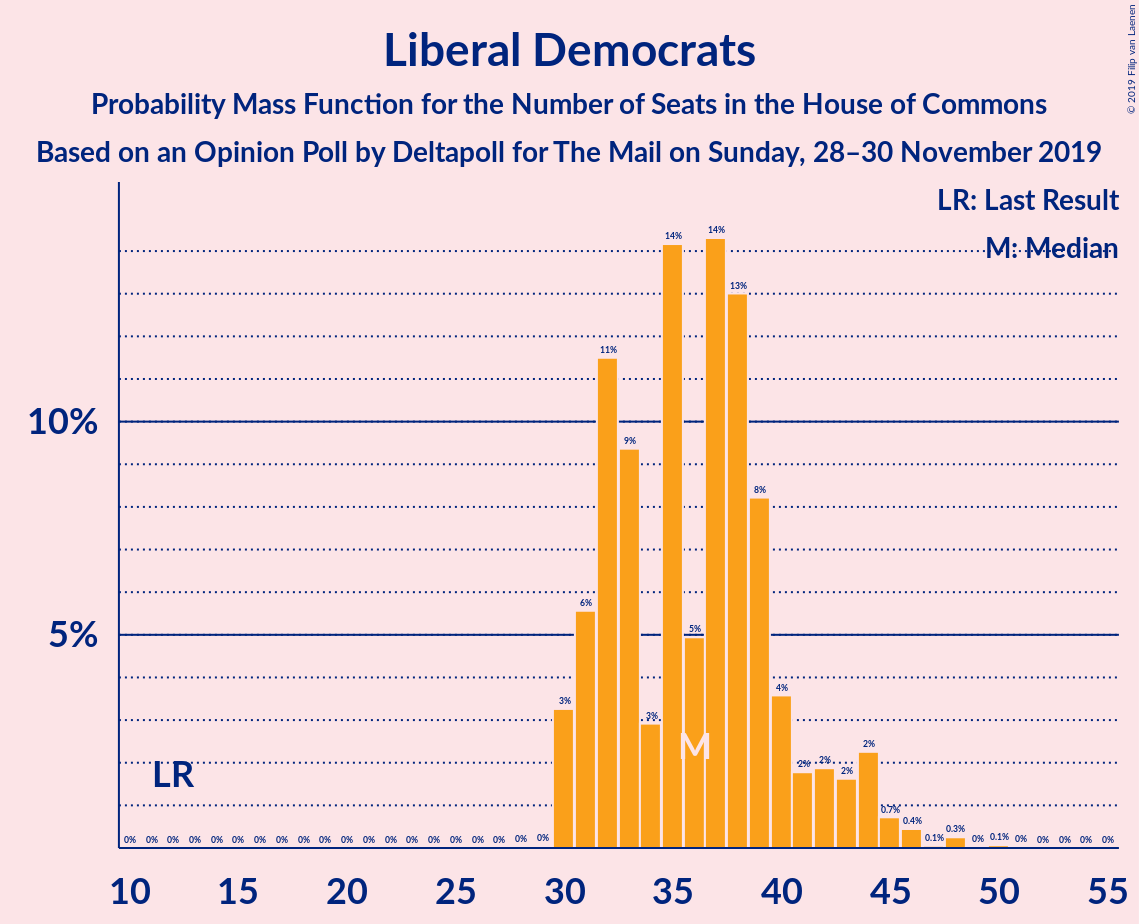 Liberal Democrats
Probability Mass Function for the Number of Seats in the House of Commons
Based on an Opinion Poll by Deltapoll for The Mail on Sunday, 28–30 November 2019
© 2019 Filip van Laenen
LR: Last Result
M: Median
10%
5%
0% 0% 0% 0% 0% 0% 0% 0% 0% 0% 0% 0% 0% 0% 0% 0% 0% 0% 0% 0% 3% 6% 11% 9% 3% 14% 5% 14% 13% 8% 4% 2% 2% 2% 2% 0.7% 0.4% 0.1% 0.3% 0% 0.1% 0% 0% 0% 0% 0%
LR
M
10 15 20 25 30 35 40 45 50 55